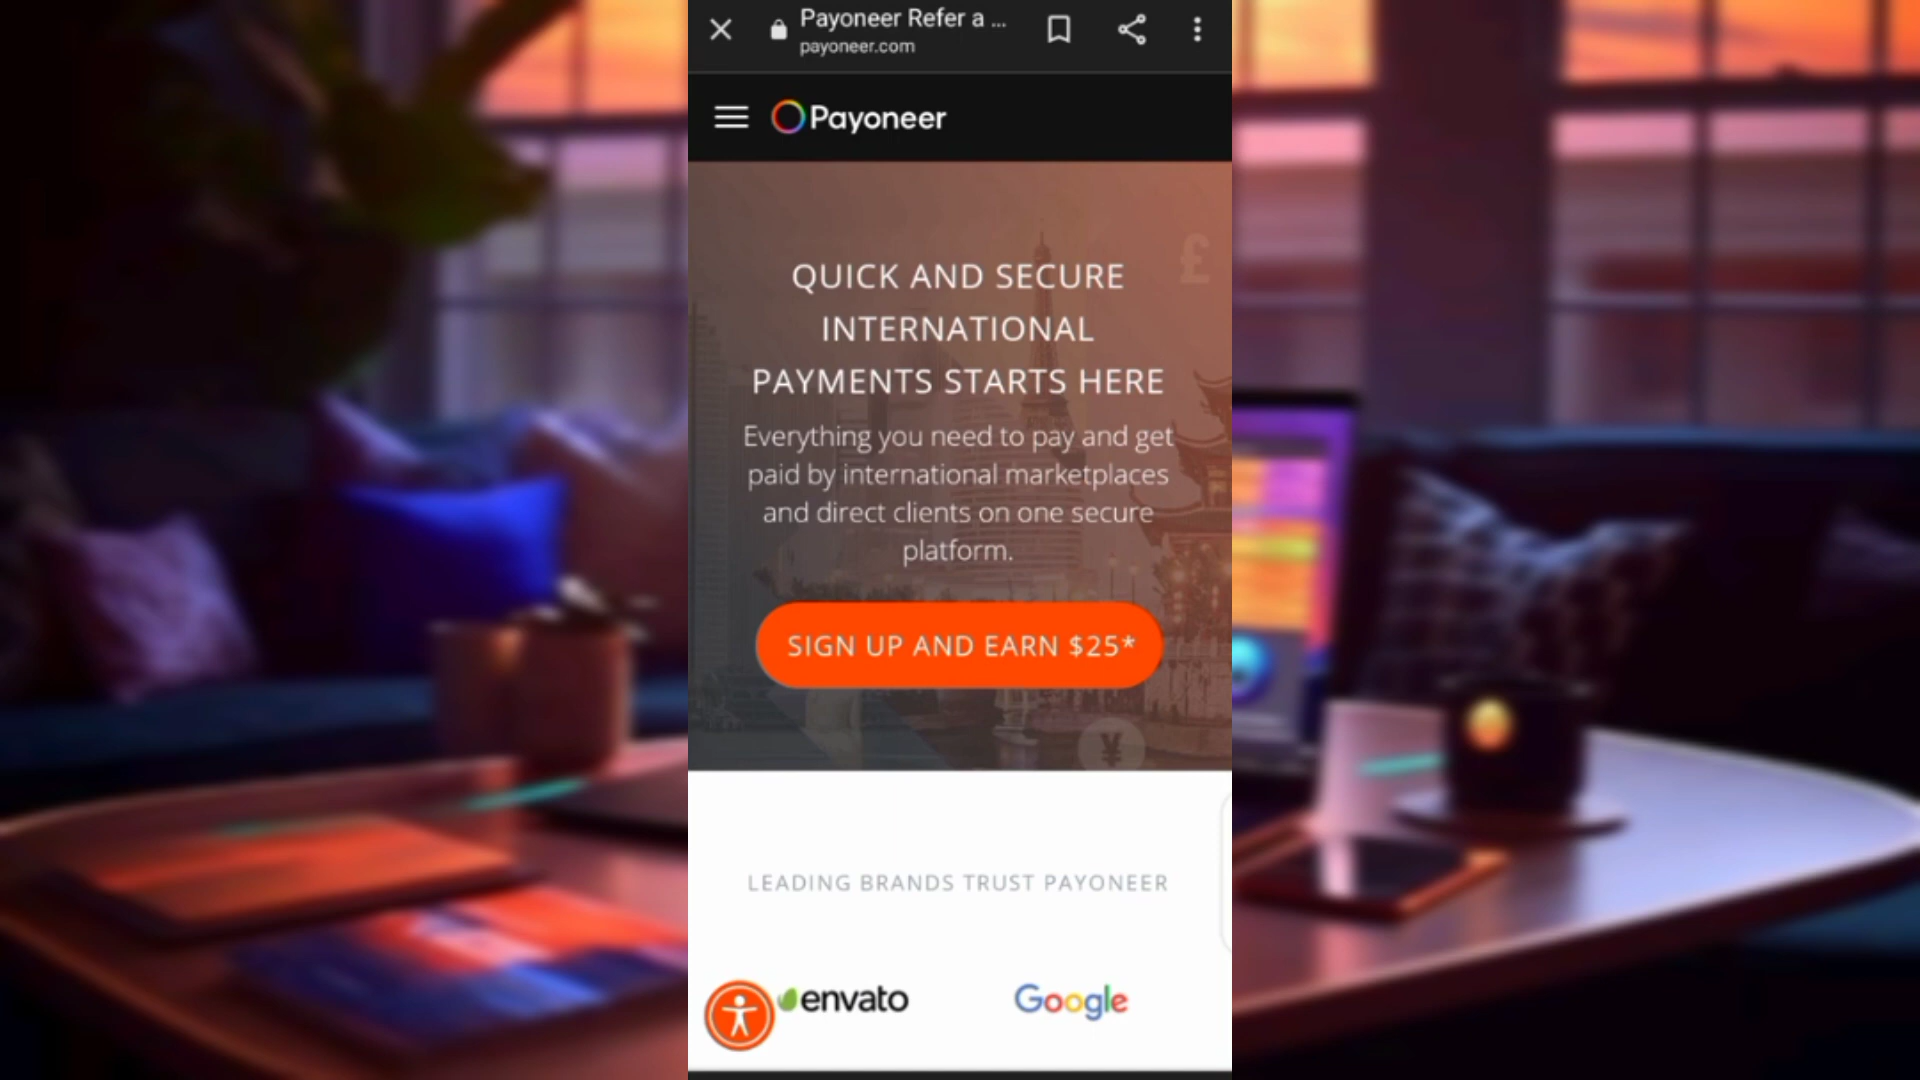 Payoneer Refer a ...
payoneer.com
Payoneer
£
QUICK AND SECURE
INTERNATIONAL
PAYMENTS STARTS HERE
Everything you need to pay and get
paid by international marketplaces
and direct clients on one secure
platform.
SIGN UP AND EARN $25*
¥
LEADING BRANDS TRUST PAYONEER
envato
Google